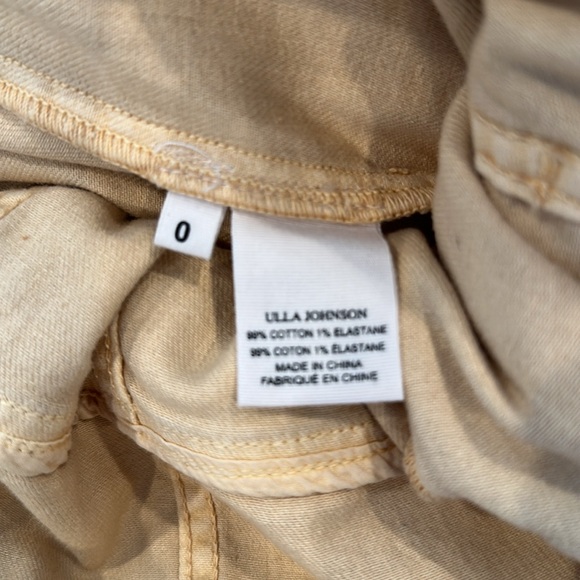 0
ULLA JOHNSON
99% COTTON 1% ELASTANE
99% COTON 1% ÉLASTANE
MADE IN CHINA
FABRIQUÉ EN CHINE